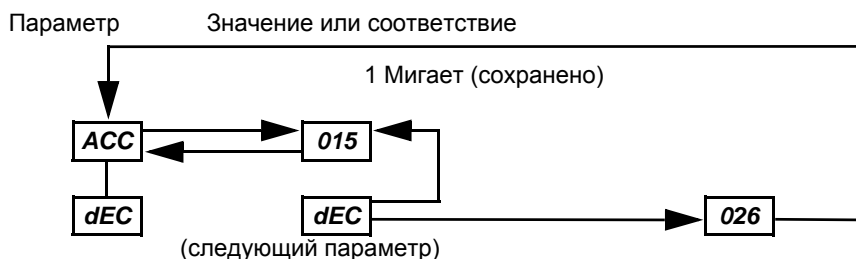 Параметр Значение или соответствие
1 Мигает (сохранено)
ACC 015
dEC dEC 026
(следующий параметр)